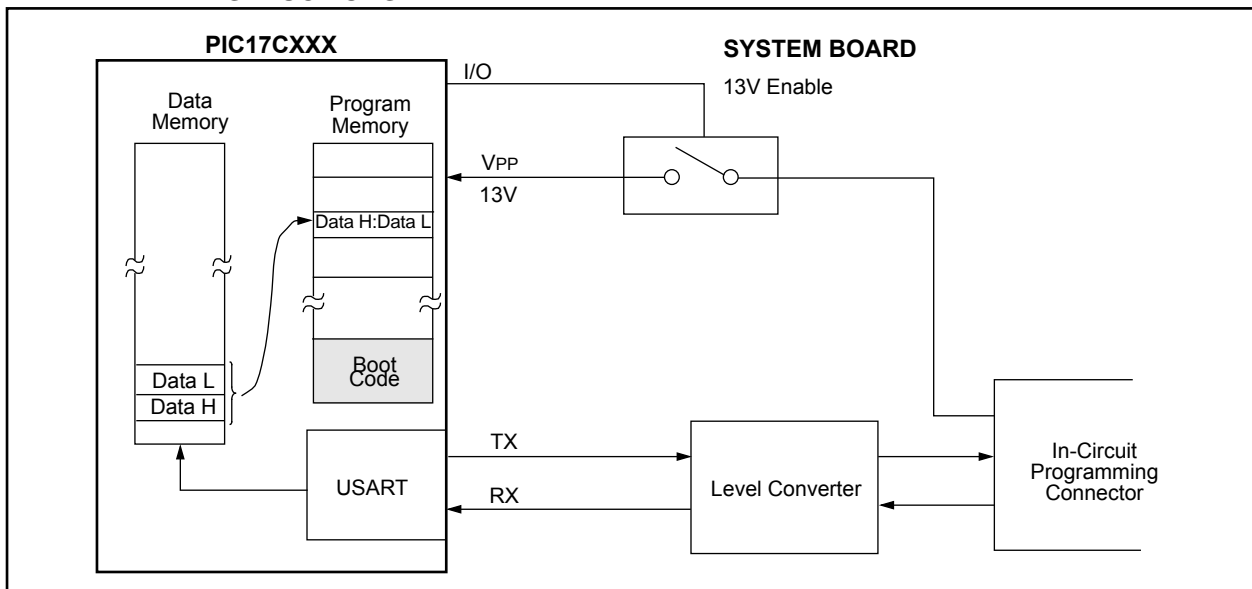 PIC17CXXX
SYSTEM BOARD
I/O
13V Enable
Data
Memory
Program
Memory
VPP
13V
Data H:Data L
Boot
Code
Data L
Data H
TX
USART
RX
Level Converter
In-Circuit
Programming
Connector